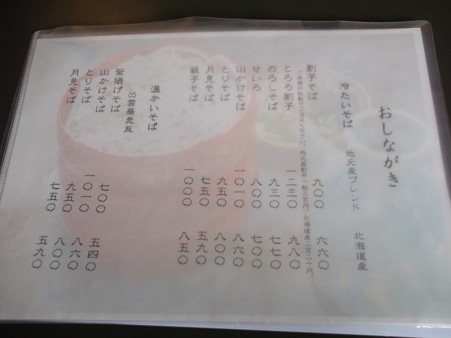 おしながき
冷たいそば 地元産ブレンド 北海道産
割子そば 九〇〇 六六〇
とろろ割子 一二三〇 九八〇
おろしそば 九三〇 七七〇
せいろ 八〇〇 七〇〇
山かけそば 一〇一〇 八六〇
とりそば 九五〇 八〇〇
月見そば 七五〇 五九〇
親子そば 一〇〇〇 八五〇
温かいそば
出雲蕎麦瓦
釜揚げそば 七〇〇 五四〇
山かけそば 一〇一〇 八六〇
とりそば 九五〇 八〇〇
月見そば 七五〇 五九〇